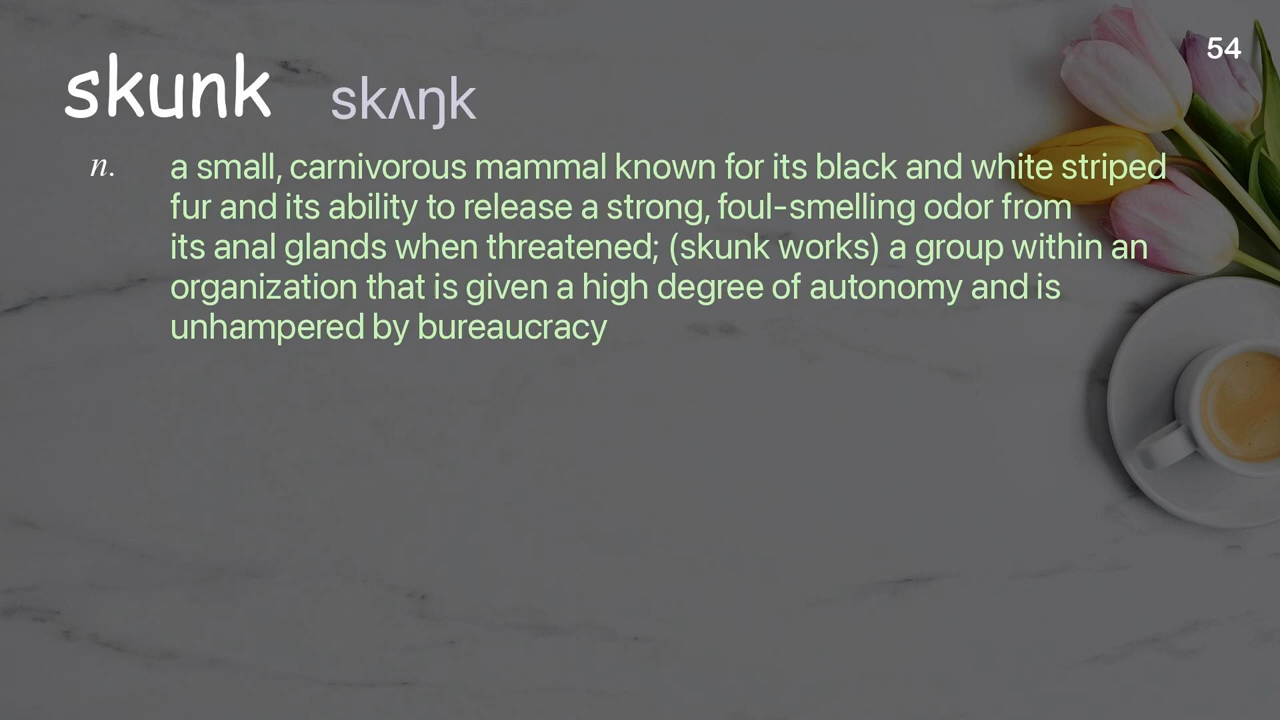 54
skunk skʌŋk
n. a small, carnivorous mammal known for its black and white striped
fur and its ability to release a strong, foul-smelling odor from
its anal glands when threatened; (skunk works) a group within an
organization that is given a high degree of autonomy and is
unhampered by bureaucracy